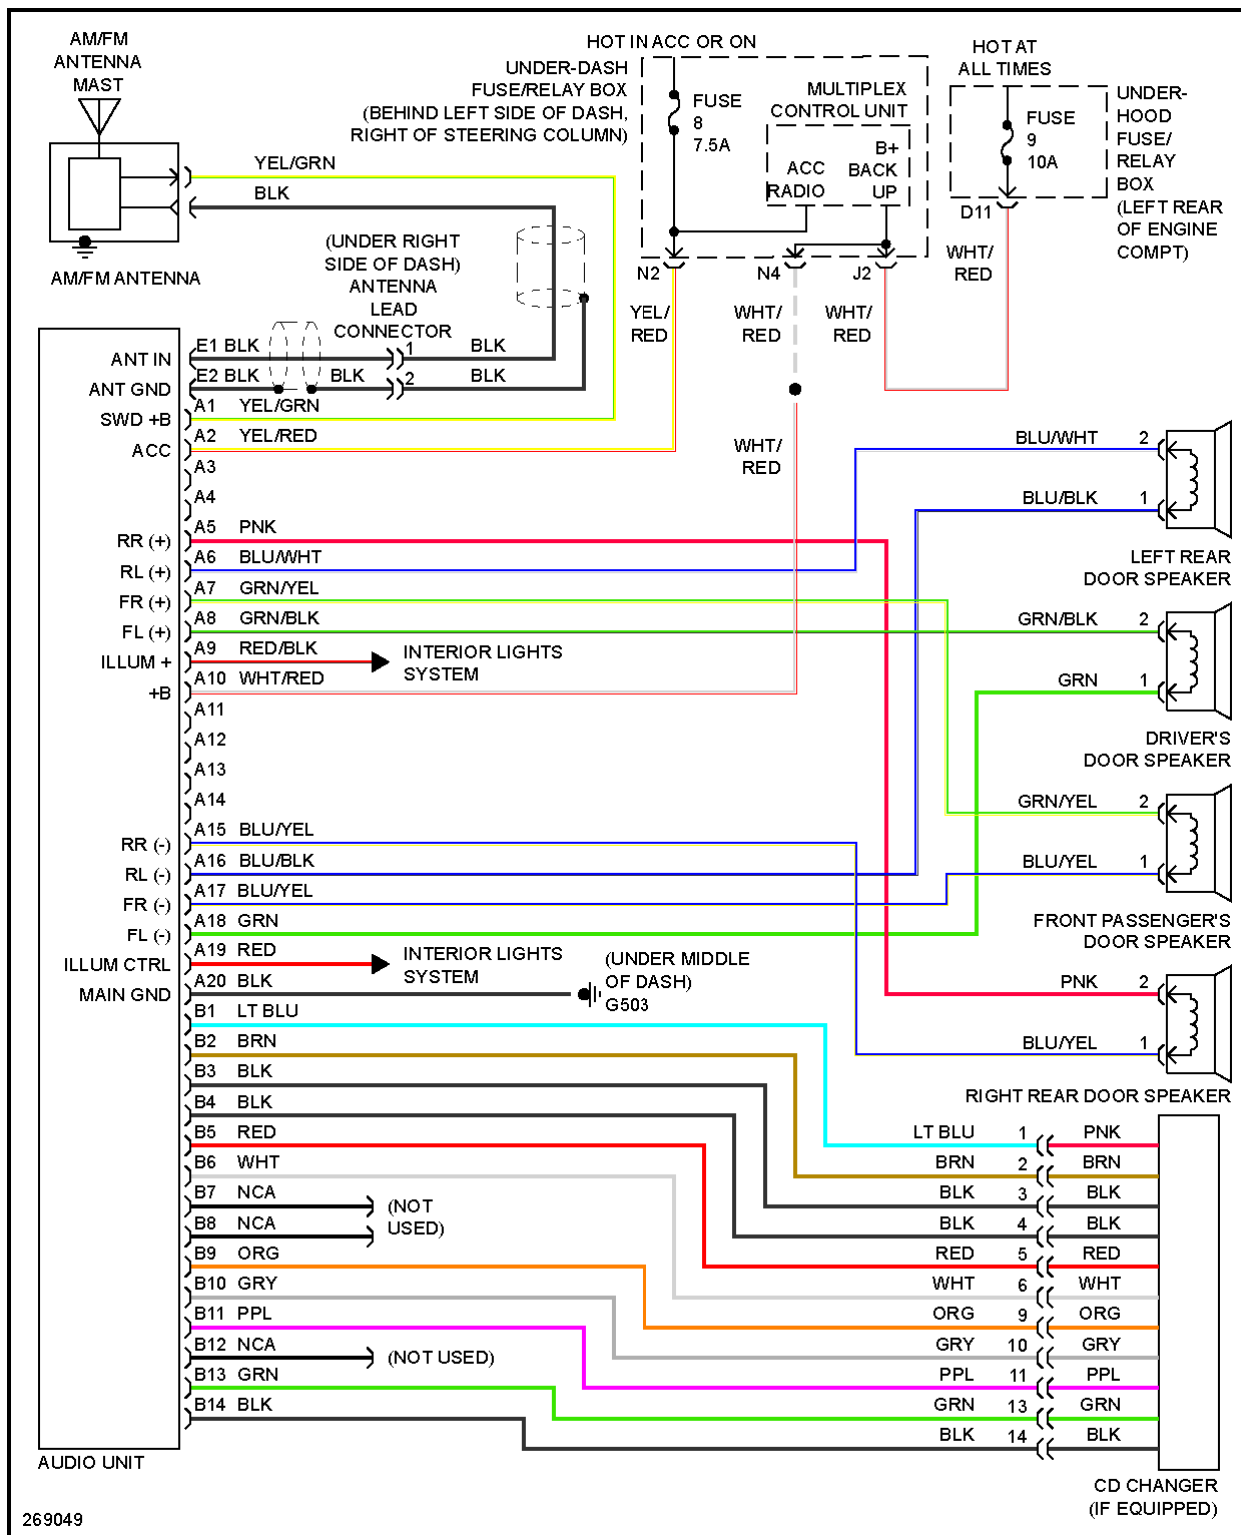 AM/FM
ANTENNA
MAST
HOT IN ACC OR ON
UNDER-DASH
FUSE/RELAY BOX
(BEHIND LEFT SIDE OF DASH,
RIGHT OF STEERING COLUMN)
FUSE
8
7.5A
MULTIPLEX
CONTROL UNIT
ACC
RADIO
B+
BACK
UP
HOT AT
ALL TIMES
FUSE
9
10A
UNDER-
HOOD
FUSE/
RELAY
BOX
(LEFT REAR
OF ENGINE
COMPT)
YEL/GRN
BLK
AM/FM ANTENNA
(UNDER RIGHT
SIDE OF DASH)
ANTENNA
LEAD
CONNECTOR
N2
N4
J2
D11
YEL/
RED
WHT/
RED
WHT/
RED
WHT/
RED
WHT/
RED
ANT IN E1 BLK 1 BLK
ANT GND E2 BLK BLK 2 BLK
SWD +B A1 YEL/GRN
ACC A2 YEL/RED
A3
A4
RR (+) A5 PNK
RL (+) A6 BLU/WHT
FR (+) A7 GRN/YEL
FL (+) A8 GRN/BLK
ILLUM + A9 RED/BLK
INTERIOR LIGHTS
SYSTEM
+B A10 WHT/RED
A11
A12
A13
A14
RR (-) A15 BLU/YEL
RL (-) A16 BLU/BLK
FR (-) A17 BLU/YEL
FL (-) A18 GRN
ILLUM CTRL A19 RED
INTERIOR LIGHTS
SYSTEM
MAIN GND A20 BLK
(UNDER MIDDLE
OF DASH)
G503
B1 LT BLU
B2 BRN
B3 BLK
B4 BLK
B5 RED
B6 WHT
B7 NCA
B8 NCA
(NOT
USED)
B9 ORG
B10 GRY
B11 PPL
B12 NCA (NOT USED)
B13 GRN
B14 BLK
AUDIO UNIT
BLU/WHT 2
BLU/BLK 1
LEFT REAR
DOOR SPEAKER
GRN/BLK 2
GRN 1
DRIVER'S
DOOR SPEAKER
GRN/YEL 2
BLU/YEL 1
FRONT PASSENGER'S
DOOR SPEAKER
PNK 2
BLU/YEL 1
RIGHT REAR DOOR SPEAKER
LT BLU 1 PNK
BRN 2 BRN
BLK 3 BLK
BLK 4 BLK
RED 5 RED
WHT 6 WHT
ORG 9 ORG
GRY 10 GRY
PPL 11 PPL
GRN 13 GRN
BLK 14 BLK
CD CHANGER
(IF EQUIPPED)
269049